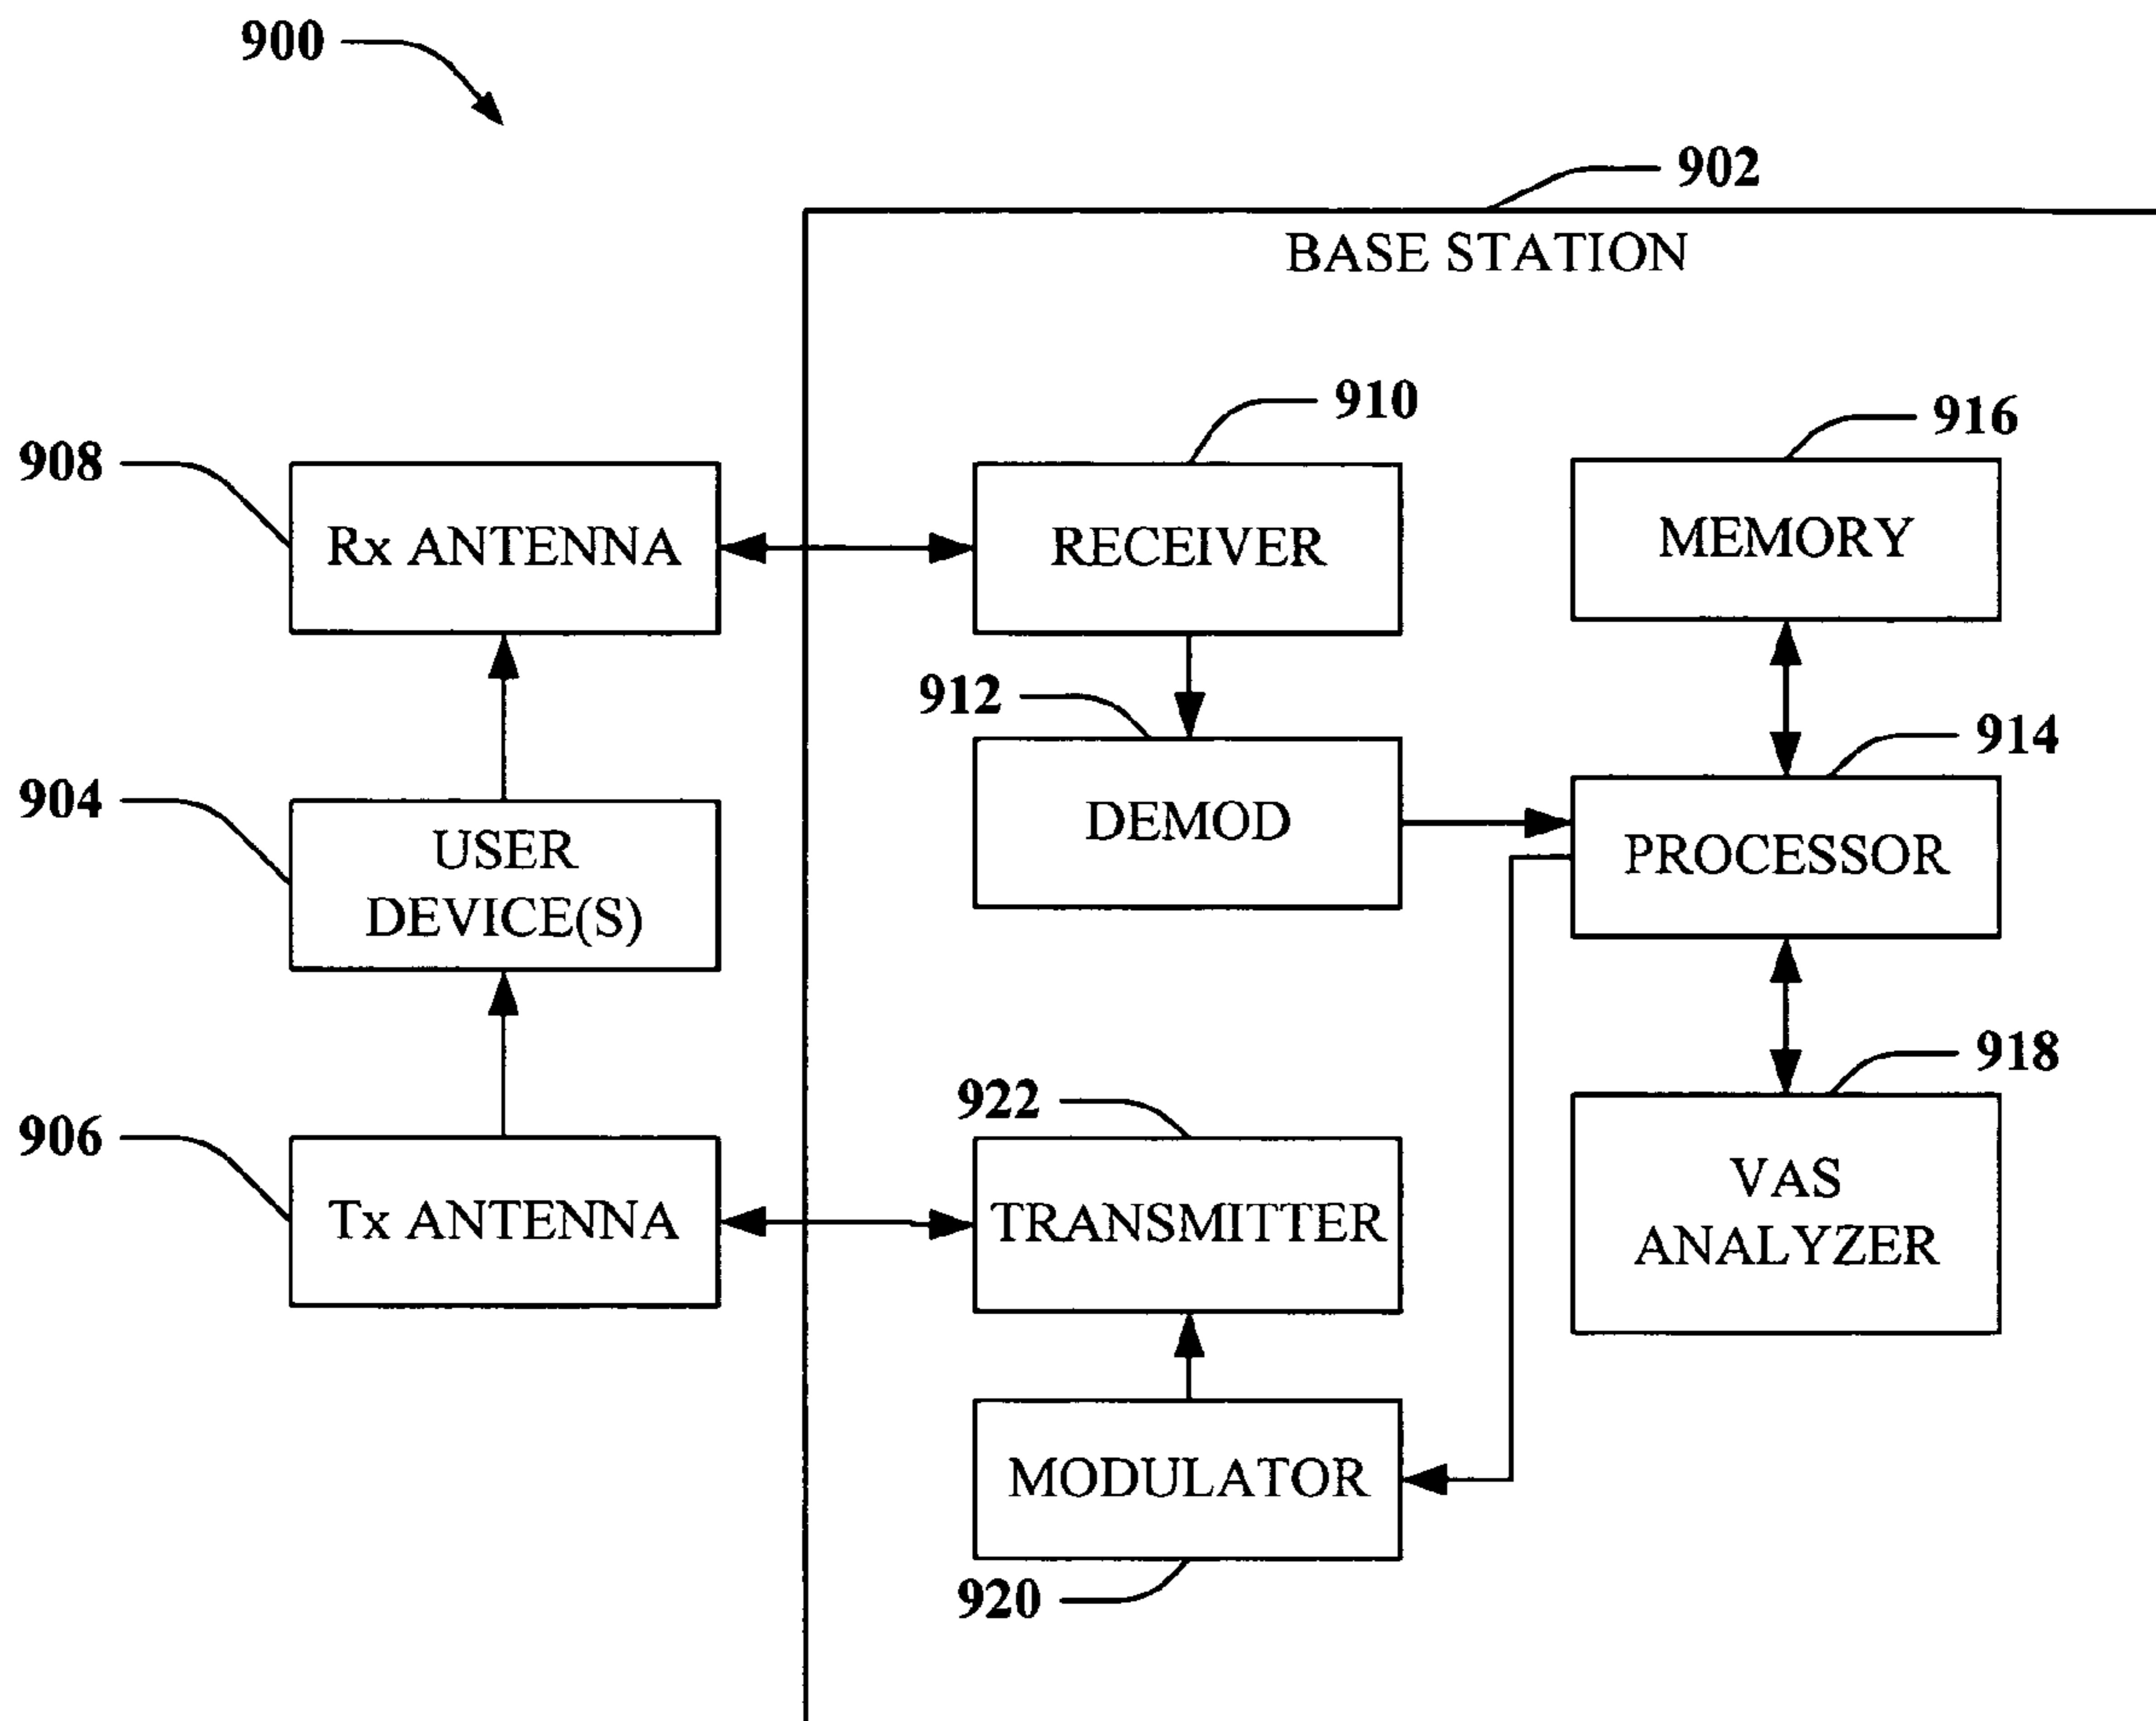 900
902
BASE STATION
910
916
908
Rx ANTENNA
RECEIVER
MEMORY
912
914
904
USER
DEVICE(S)
DEMOD
PROCESSOR
918
922
906
Tx ANTENNA
TRANSMITTER
VAS
ANALYZER
MODULATOR
920